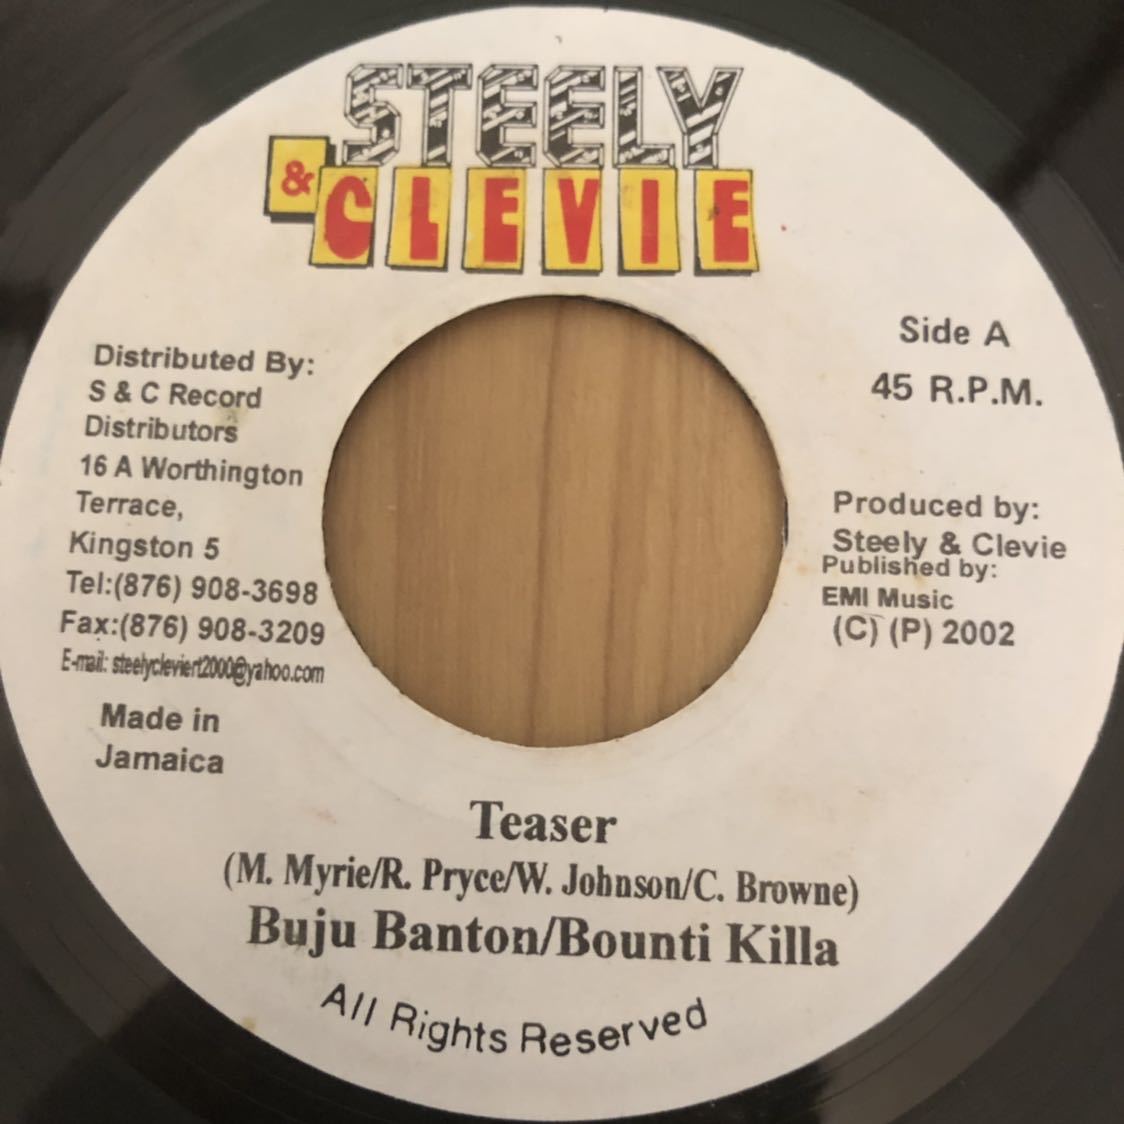 STEELY
& CLEVIE
Side A
45 R.P.M.
Distributed By:
S & C Record
Distributors
16 A Worthington
Terrace,
Kingston 5
Tel:(876) 908-3698
Fax:(876) 908-3209
E-mail: steelycleviert2000@yahoo.com
Made in
Jamaica
Produced by:
Steely & Clevie
Published by:
EMI Music
(C) (P) 2002
Teaser
(M. Myrie/R. Pryce/W. Johnson/C. Browne)
Buju Banton/Bounti Killa
All Rights Reserved